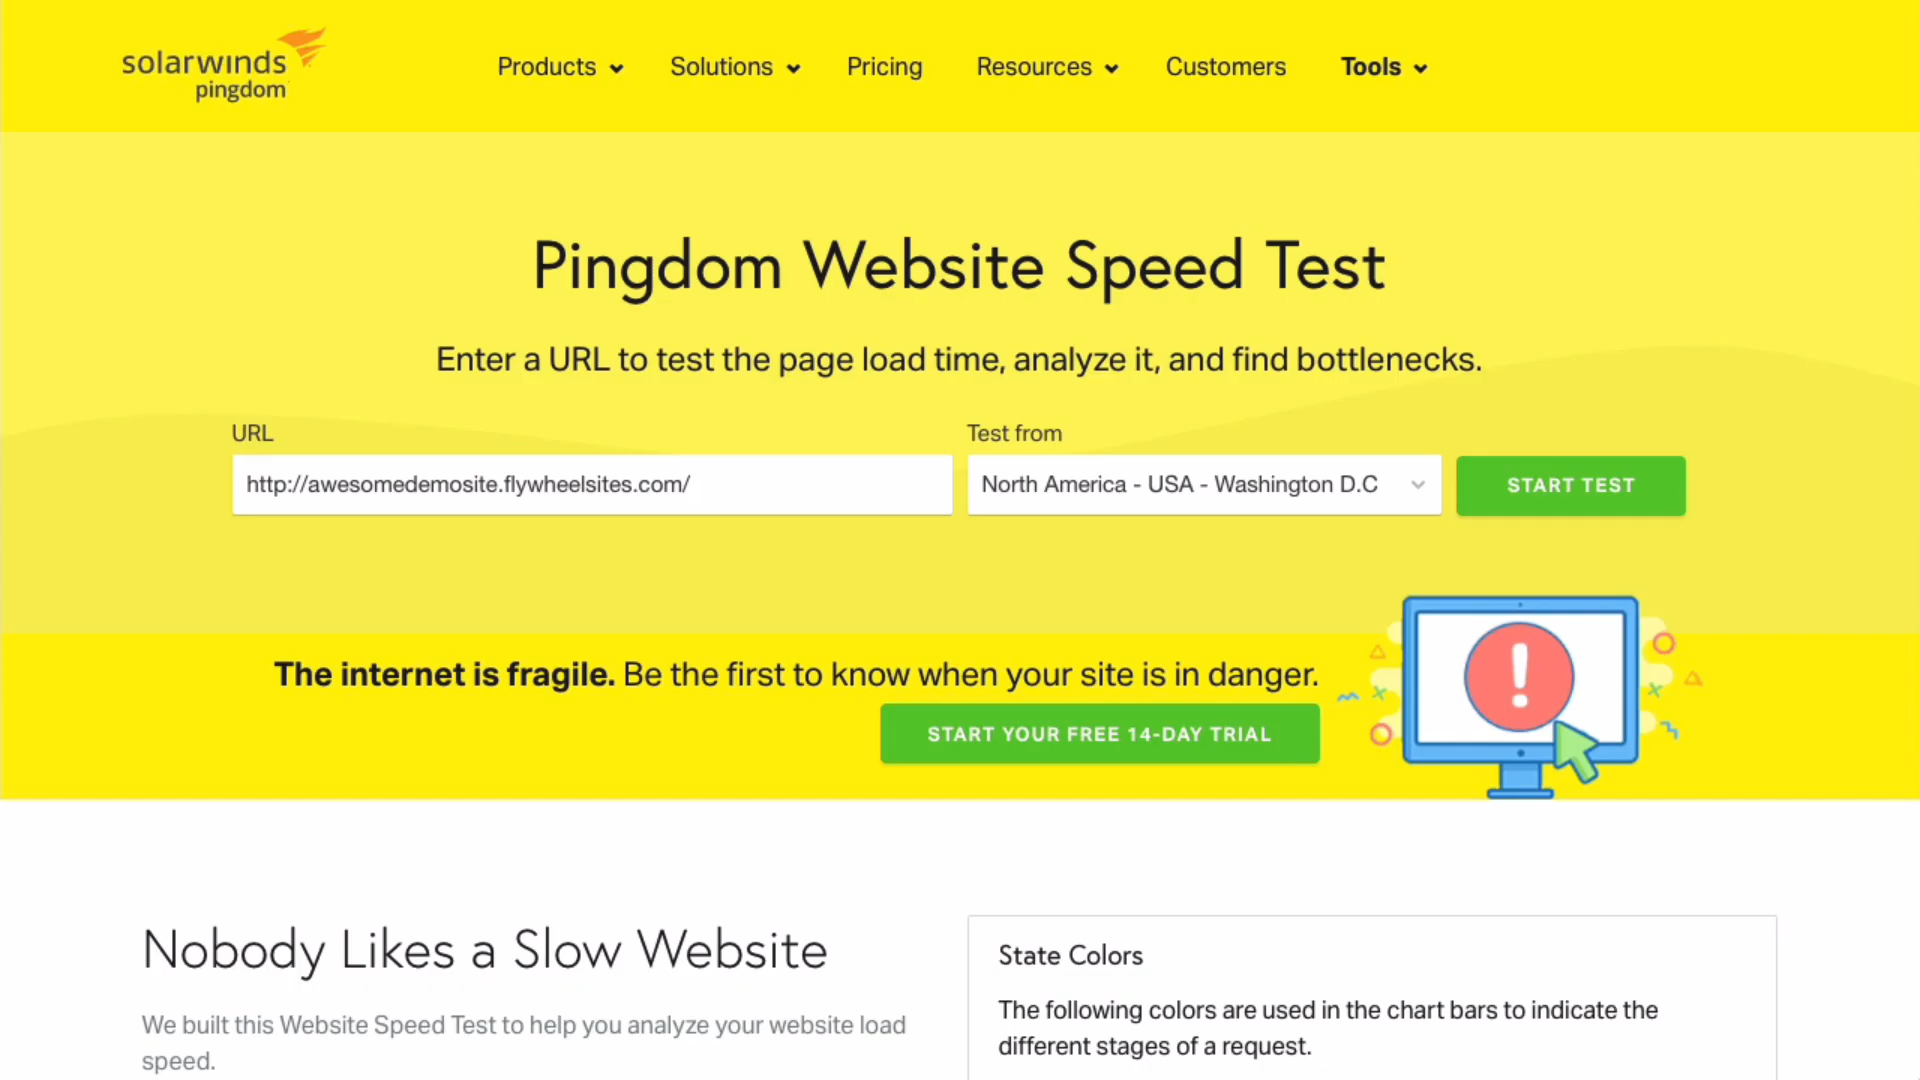 solarwinds
pingdom
Products
Solutions
Pricing
Resources
Customers
Tools
Pingdom Website Speed Test
Enter a URL to test the page load time, analyze it, and find bottlenecks.
URL
Test from
http://awesomedemosite.flywheelsites.com/
North America - USA - Washington D.C
START TEST
The internet is fragile. Be the first to know when your site is in danger.
START YOUR FREE 14-DAY TRIAL
Nobody Likes a Slow Website
We built this Website Speed Test to help you analyze your website load
speed.
State Colors
The following colors are used in the chart bars to indicate the
different stages of a request.